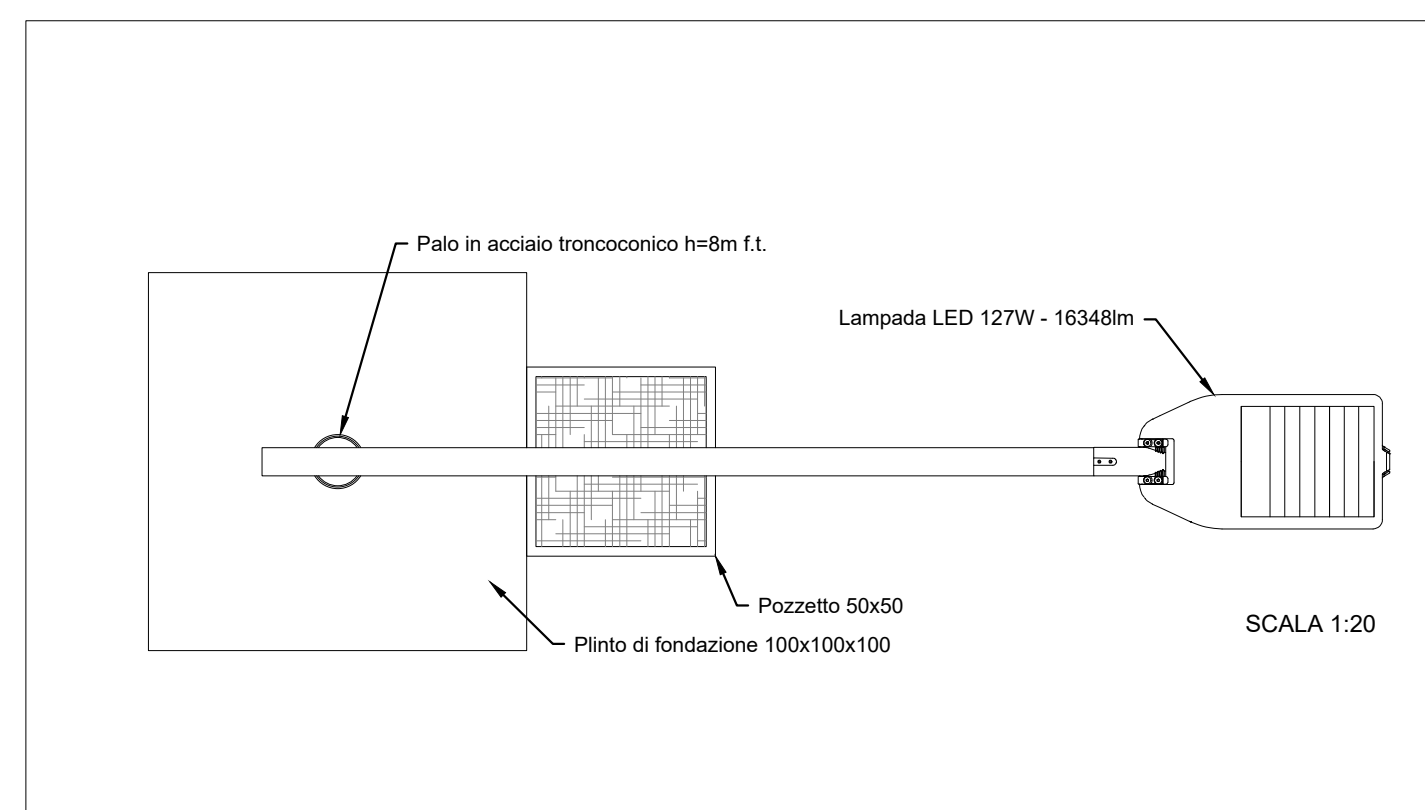 Palo in acciaio troncoconico h=8m f.t.
Lampada LED 127W - 16348lm
Pozzetto 50x50
SCALA 1:20
Plinto di fondazione 100x100x100